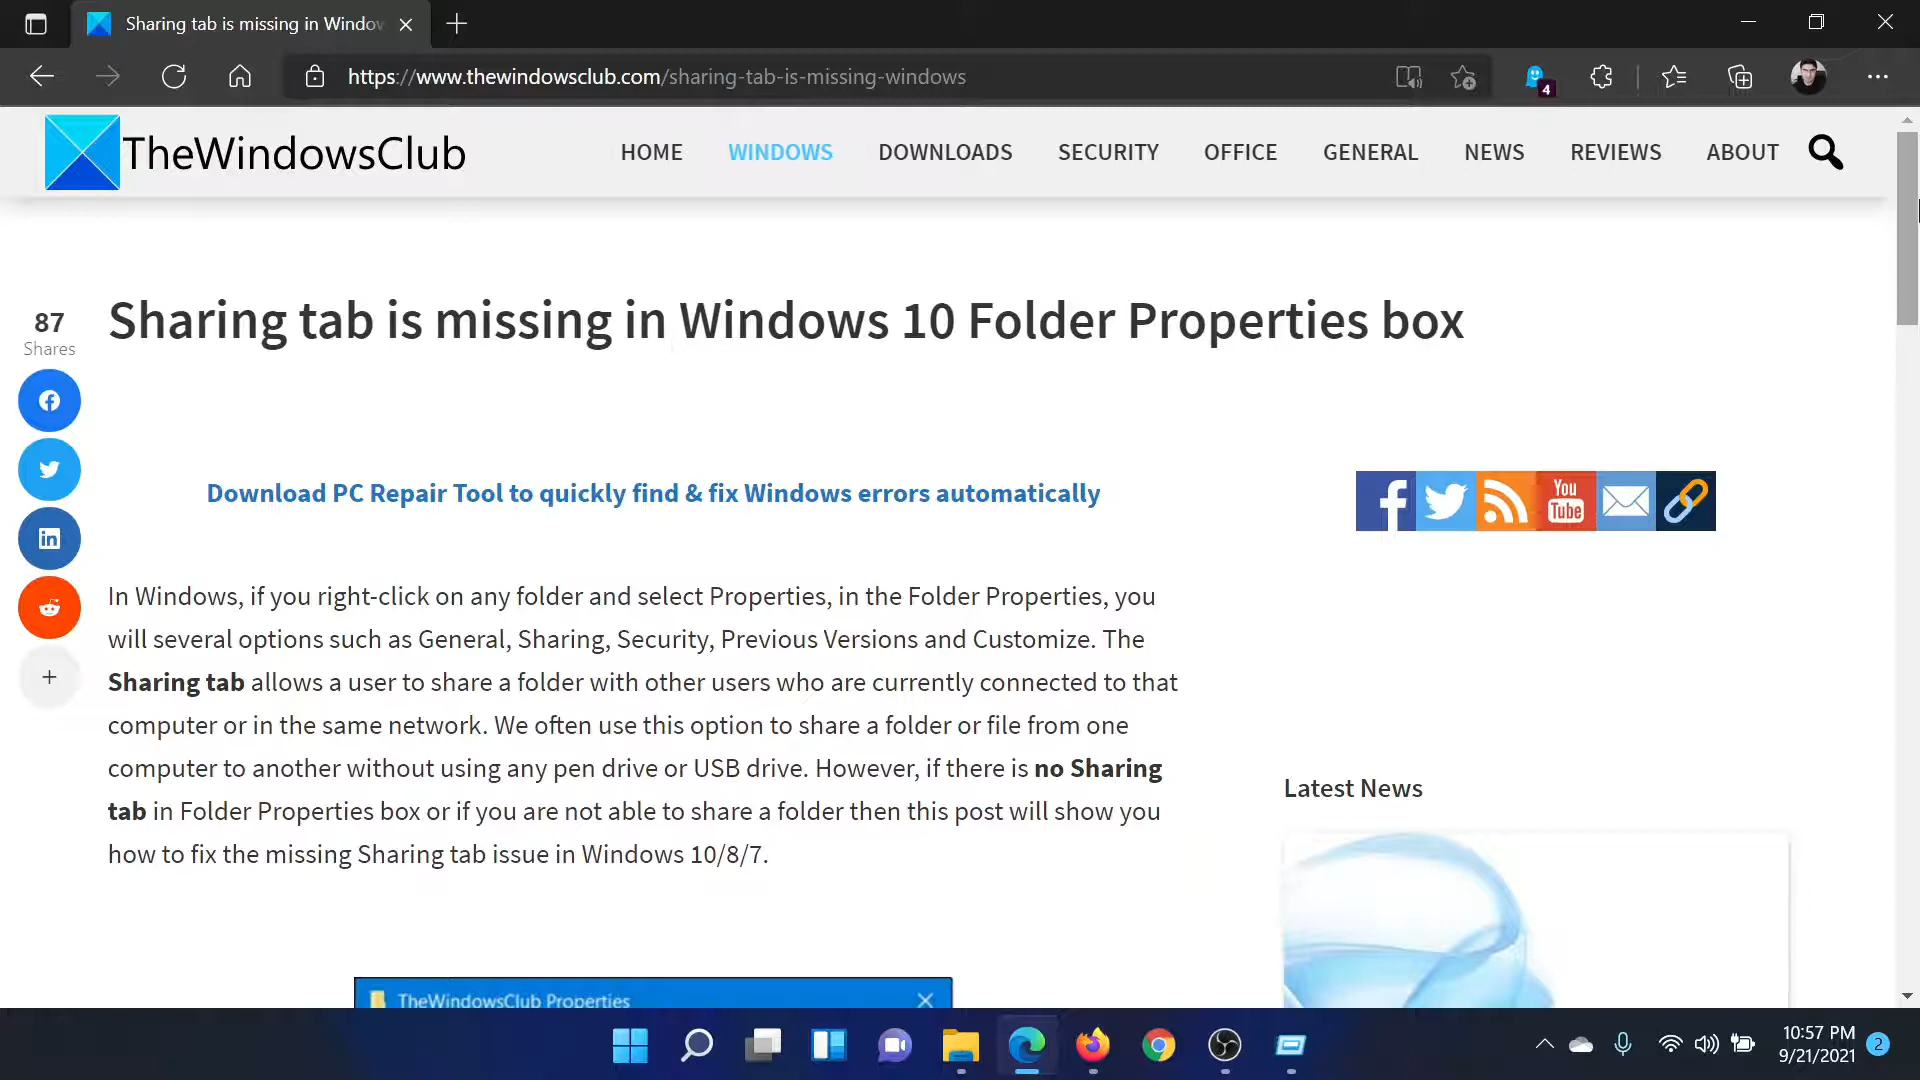 Sharing tab is missing in Windov
https://www.thewindowsclub.com/sharing-tab-is-missing-windows
4
TheWindowsClub
HOME
WINDOWS
DOWNLOADS
SECURITY
OFFICE
GENERAL
NEWS
REVIEWS
ABOUT
Sharing tab is missing in Windows 10 Folder Properties box
87
Shares
Download PC Repair Tool to quickly find & fix Windows errors automatically
You
Tube
In Windows, if you right-click on any folder and select Properties, in the Folder Properties, you
will several options such as General, Sharing, Security, Previous Versions and Customize. The
Sharing tab allows a user to share a folder with other users who are currently connected to that
computer or in the same network. We often use this option to share a folder or file from one
computer to another without using any pen drive or USB drive. However, if there is no Sharing
tab in Folder Properties box or if you are not able to share a folder then this post will show you
how to fix the missing Sharing tab issue in Windows 10/8/7.
Latest News
TheWindowsClub Properties
10:57 PM
9/21/2021
2